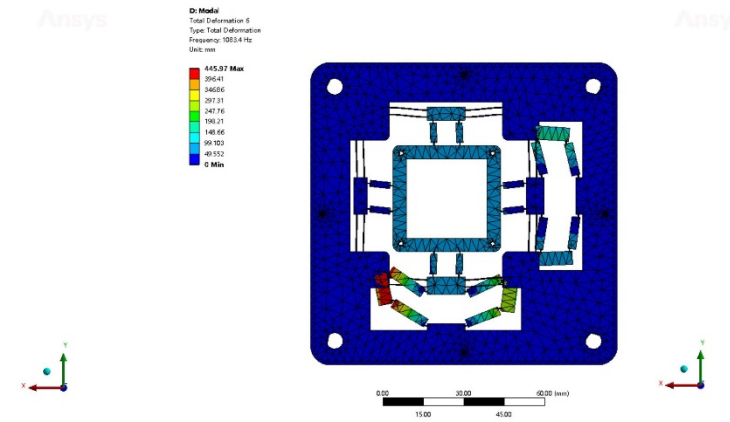 Ansys
Ansys
D: Modal
Total Deformation 6
Type: Total Deformation
Frequency: 1083.4 Hz
Unit: mm
445.97 Max
396.41
346.86
297.31
247.76
198.21
148.66
99.103
49.552
0 Min
Y
X
Y
X
0.00
30.00
60.00 (mm)
15.00
45.00